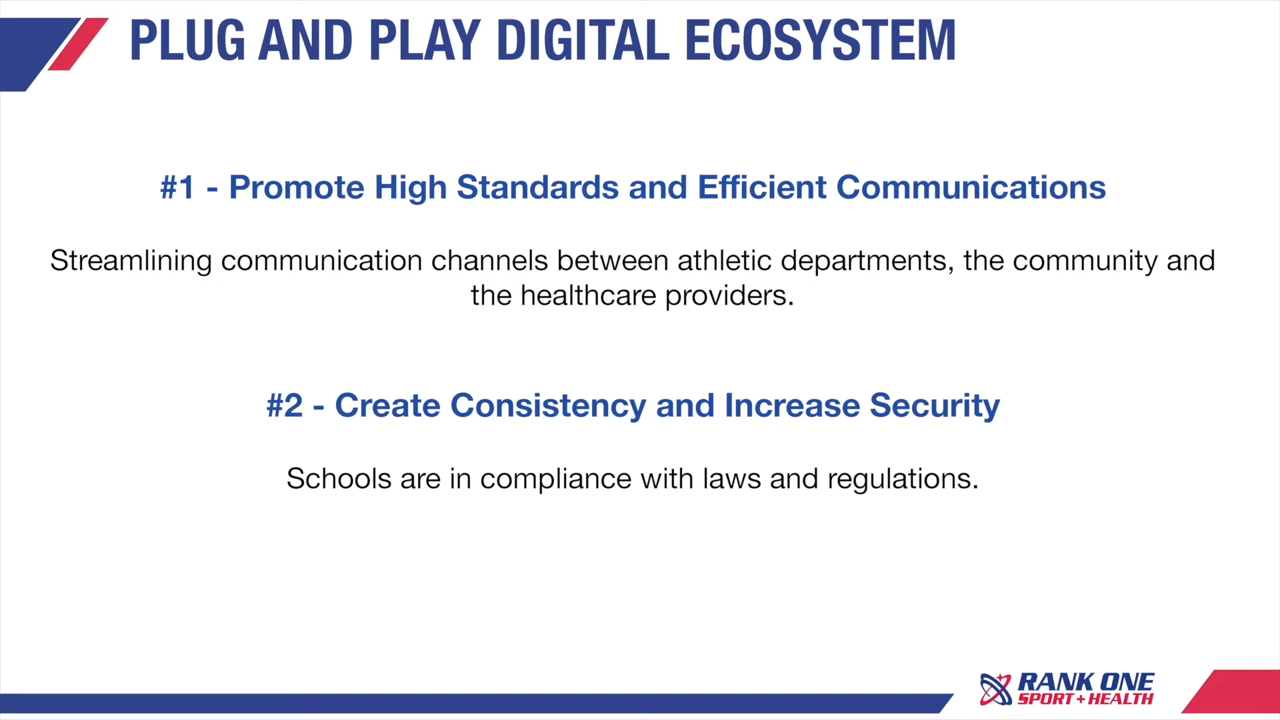 PLUG AND PLAY DIGITAL ECOSYSTEM
#1 - Promote High Standards and Efficient Communications
Streamlining communication channels between athletic departments, the community and
the healthcare providers.
#2 - Create Consistency and Increase Security
Schools are in compliance with laws and regulations.
RANK ONE
SPORT + HEALTH